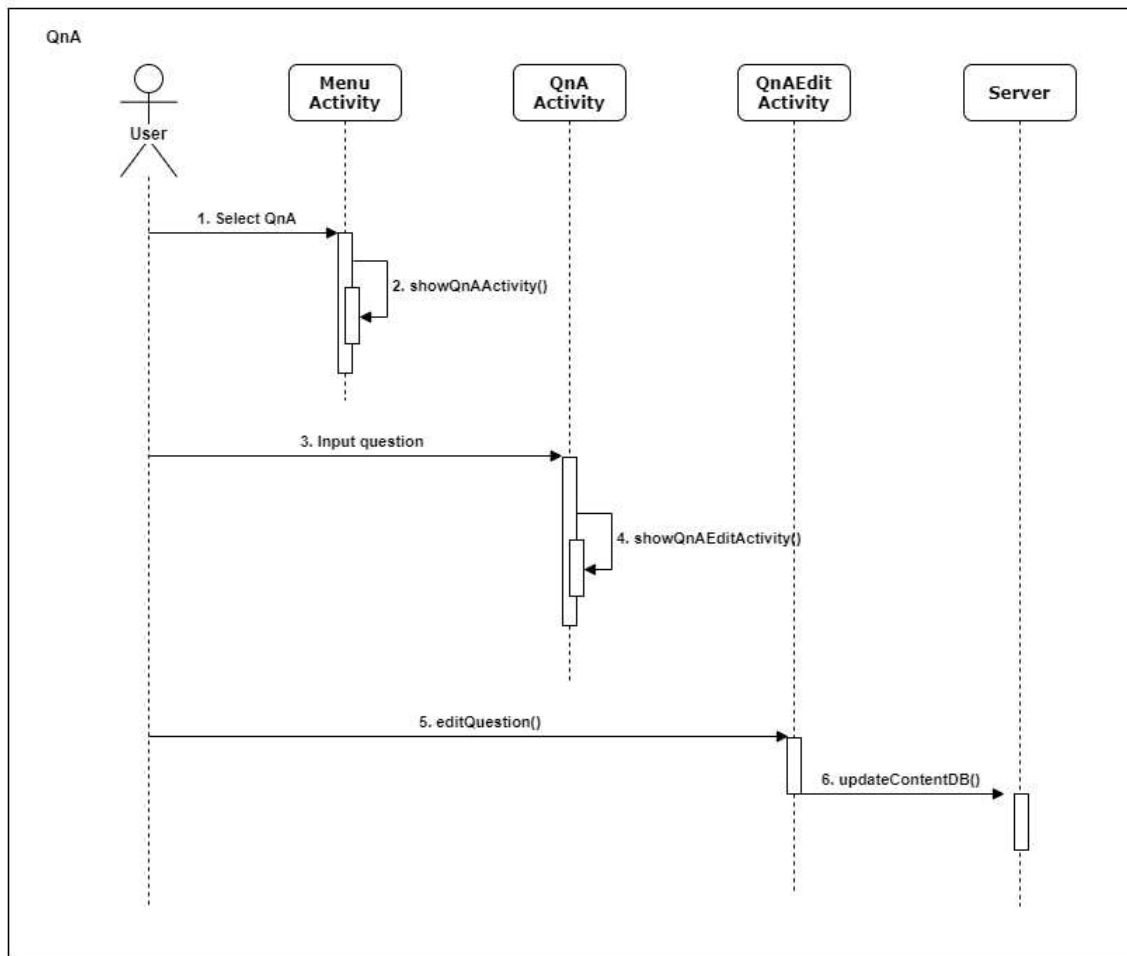 QnA
User
Menu
Activity
QnA
Activity
QnAEdit
Activity
Server
1. Select QnA
2. showQnAActivity()
3. Input question
4. showQnAEditActivity()
5. editQuestion()
6. updateContentDB()